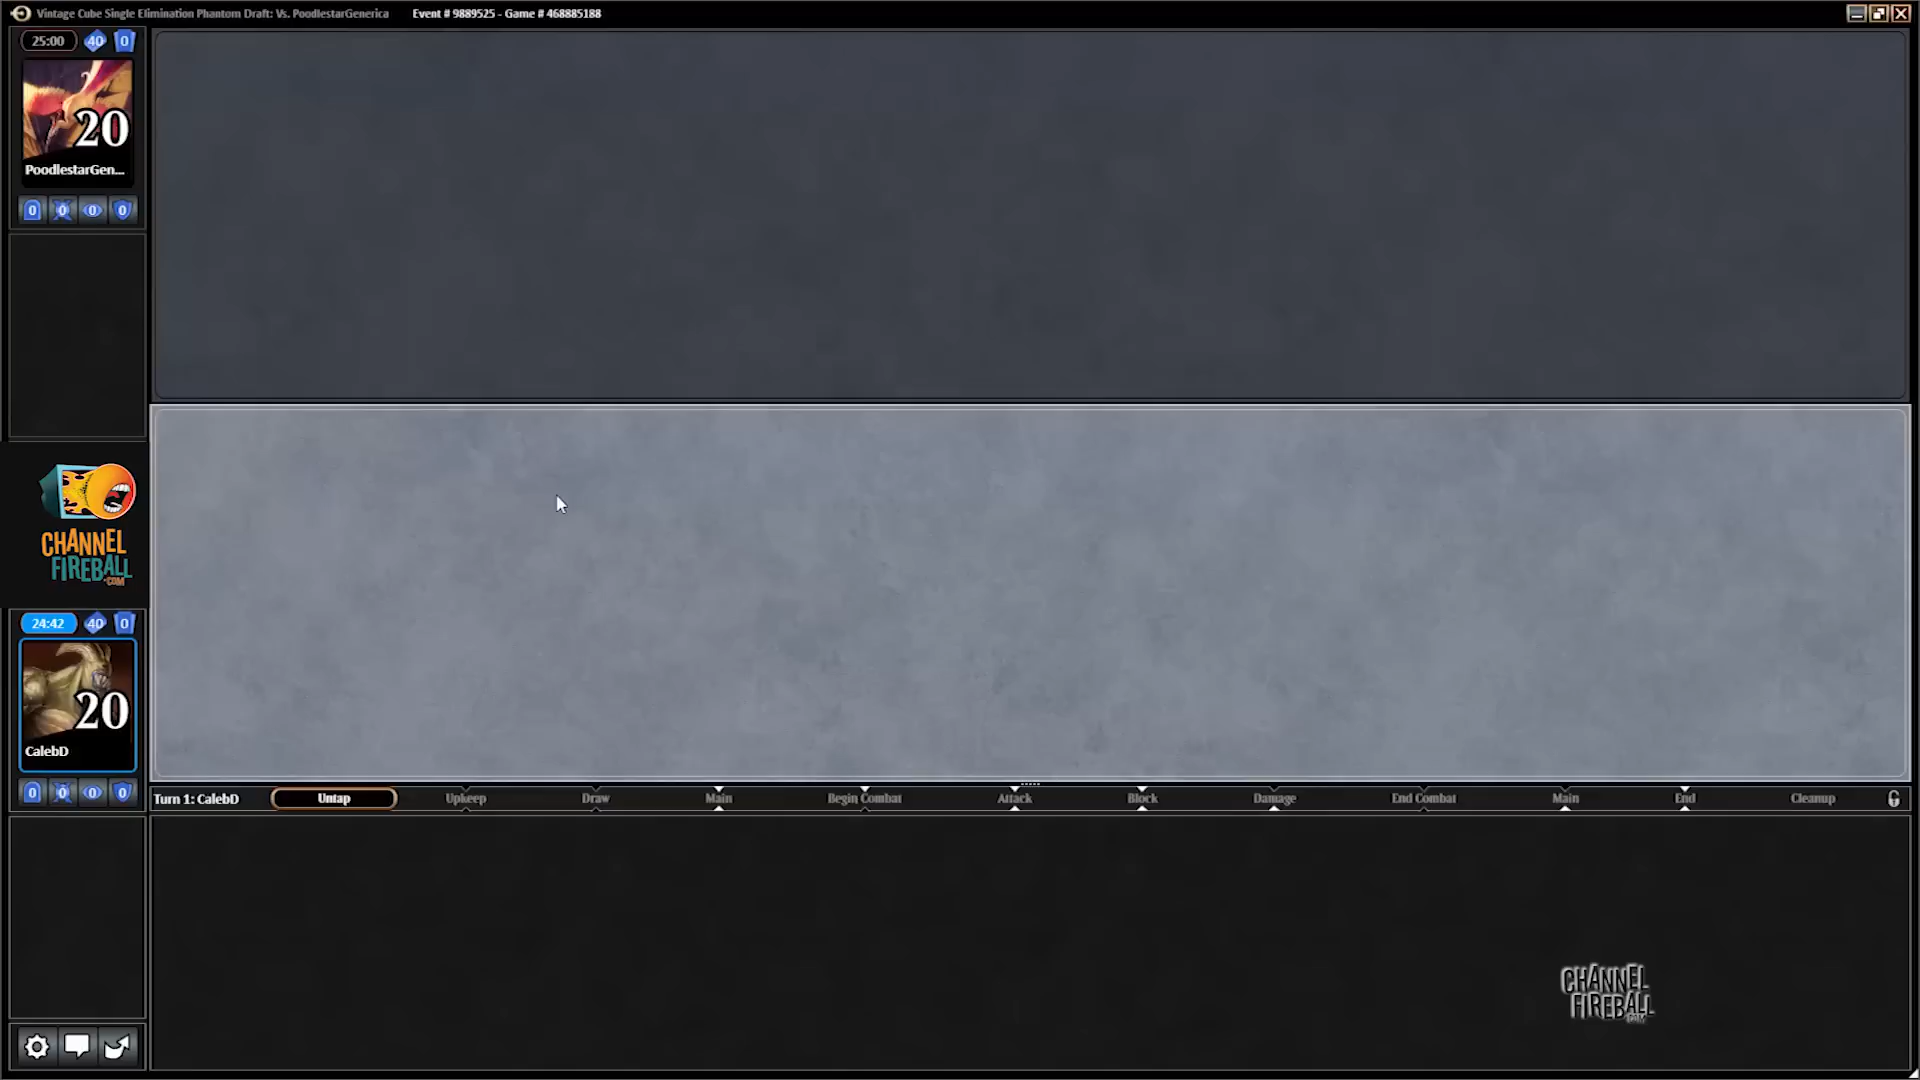 Vintage Cube Single Elimination Phantom Draft: Vs. PoodlestarGenerica Event # 9889525 - Game # 468885188
25:00 40 0
20
PoodlestarGen...
0 0 0 0
CHANNEL
FIREBALL
.COM
24:42 40 0
20
CalebD
0 0 0 0
Turn 1: CalebD Untap Upkeep Draw Main Begin Combat Attack Block Damage End Combat Main End Cleanup
CHANNEL
FIREBALL
.COM